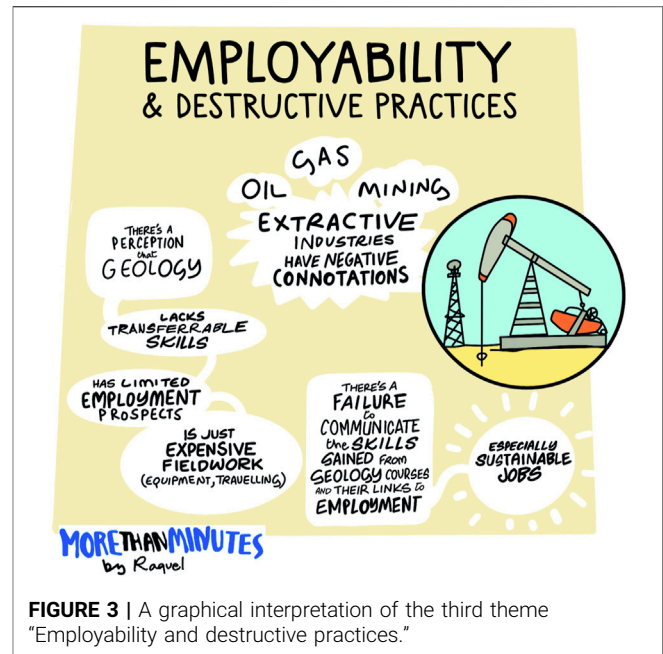 EMPLOYABILITY
& DESTRUCTIVE PRACTICES
GAS
OIL
MINING
EXTRACTIVE
INDUSTRIES
HAVE NEGATIVE
CONNOTATIONS
THERE'S A
PERCEPTION
that
GEOLOGY
LACKS
TRANSFERRABLE
SKILLS
HAS LIMITED
EMPLOYMENT
PROSPECTS
IS JUST
EXPENSIVE
FIELDWORK
(EQUIPMENT, TRAVELLING)
THERE'S A
FAILURE
to
COMMUNICATE
the SKILLS
GAINED FROM
GEOLOGY COURSES
AND THEIR LINKS to
EMPLOYMENT
ESPECIALLY
SUSTAINABLE
JOBS
MORETHANMINUTES
by Raquel
FIGURE 3 | A graphical interpretation of the third theme
“Employability and destructive practices.”